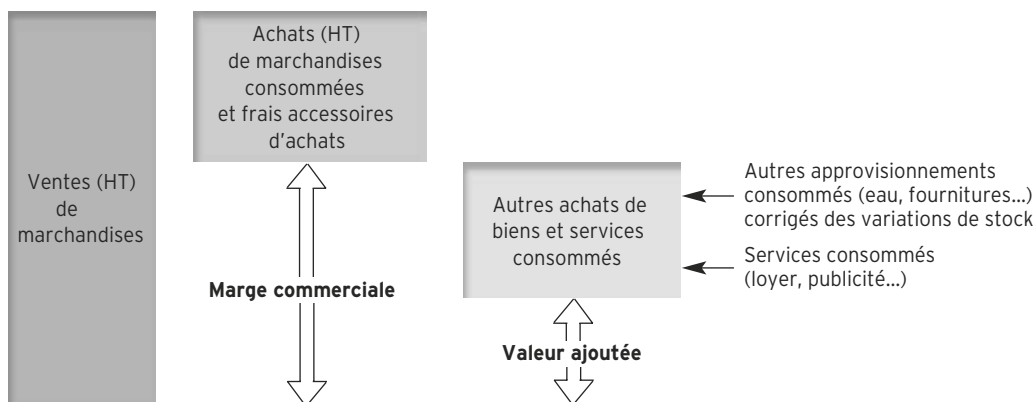 Ventes (HT)
de
marchandises
Achats (HT)
de marchandises
consommées
et frais accessoires
d'achats
Marge commerciale
Autres achats de
biens et services
consommés
Valeur ajoutée
Autres approvisionnements
consommés (eau, fournitures...)
corrigés des variations de stock
Services consommés
(loyer, publicité...)